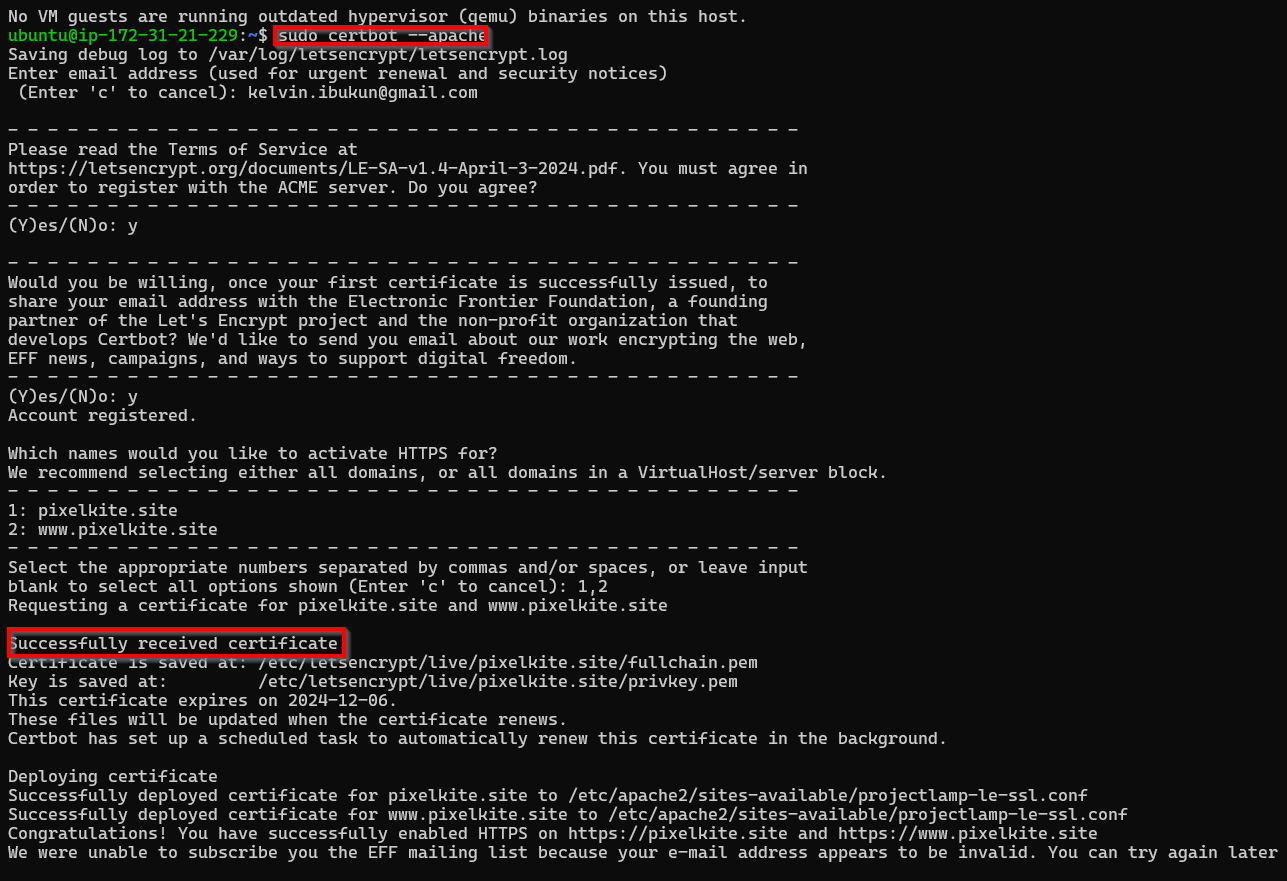 No VM guests are running outdated hypervisor (qemu) binaries on this host.
ubuntu@ip-172-31-21-229:~$ sudo certbot --apache
Saving debug log to /var/log/letsencrypt/letsencrypt.log
Enter email address (used for urgent renewal and security notices)
 (Enter 'c' to cancel): kelvin.ibukun@gmail.com

- - - - - - - - - - - - - - - - - - - - - - - - - - - - - - - - - - - - - - - -
Please read the Terms of Service at
https://letsencrypt.org/documents/LE-SA-v1.4-April-3-2024.pdf. You must agree in
order to register with the ACME server. Do you agree?
- - - - - - - - - - - - - - - - - - - - - - - - - - - - - - - - - - - - - - - -
(Y)es/(N)o: y

- - - - - - - - - - - - - - - - - - - - - - - - - - - - - - - - - - - - - - - -
Would you be willing, once your first certificate is successfully issued, to
share your email address with the Electronic Frontier Foundation, a founding
partner of the Let's Encrypt project and the non-profit organization that
develops Certbot? We'd like to send you email about our work encrypting the web,
EFF news, campaigns, and ways to support digital freedom.
- - - - - - - - - - - - - - - - - - - - - - - - - - - - - - - - - - - - - - - -
(Y)es/(N)o: y
Account registered.

Which names would you like to activate HTTPS for?
We recommend selecting either all domains, or all domains in a VirtualHost/server block.
- - - - - - - - - - - - - - - - - - - - - - - - - - - - - - - - - - - - - - - -
1: pixelkite.site
2: www.pixelkite.site
- - - - - - - - - - - - - - - - - - - - - - - - - - - - - - - - - - - - - - - -
Select the appropriate numbers separated by commas and/or spaces, or leave input
blank to select all options shown (Enter 'c' to cancel): 1,2
Requesting a certificate for pixelkite.site and www.pixelkite.site

Successfully received certificate
Certificate is saved at: /etc/letsencrypt/live/pixelkite.site/fullchain.pem
Key is saved at:         /etc/letsencrypt/live/pixelkite.site/privkey.pem
This certificate expires on 2024-12-06.
These files will be updated when the certificate renews.
Certbot has set up a scheduled task to automatically renew this certificate in the background.

Deploying certificate
Successfully deployed certificate for pixelkite.site to /etc/apache2/sites-available/projectlamp-le-ssl.conf
Successfully deployed certificate for www.pixelkite.site to /etc/apache2/sites-available/projectlamp-le-ssl.conf
Congratulations! You have successfully enabled HTTPS on https://pixelkite.site and https://www.pixelkite.site
We were unable to subscribe you the EFF mailing list because your e-mail address appears to be invalid. You can try again later